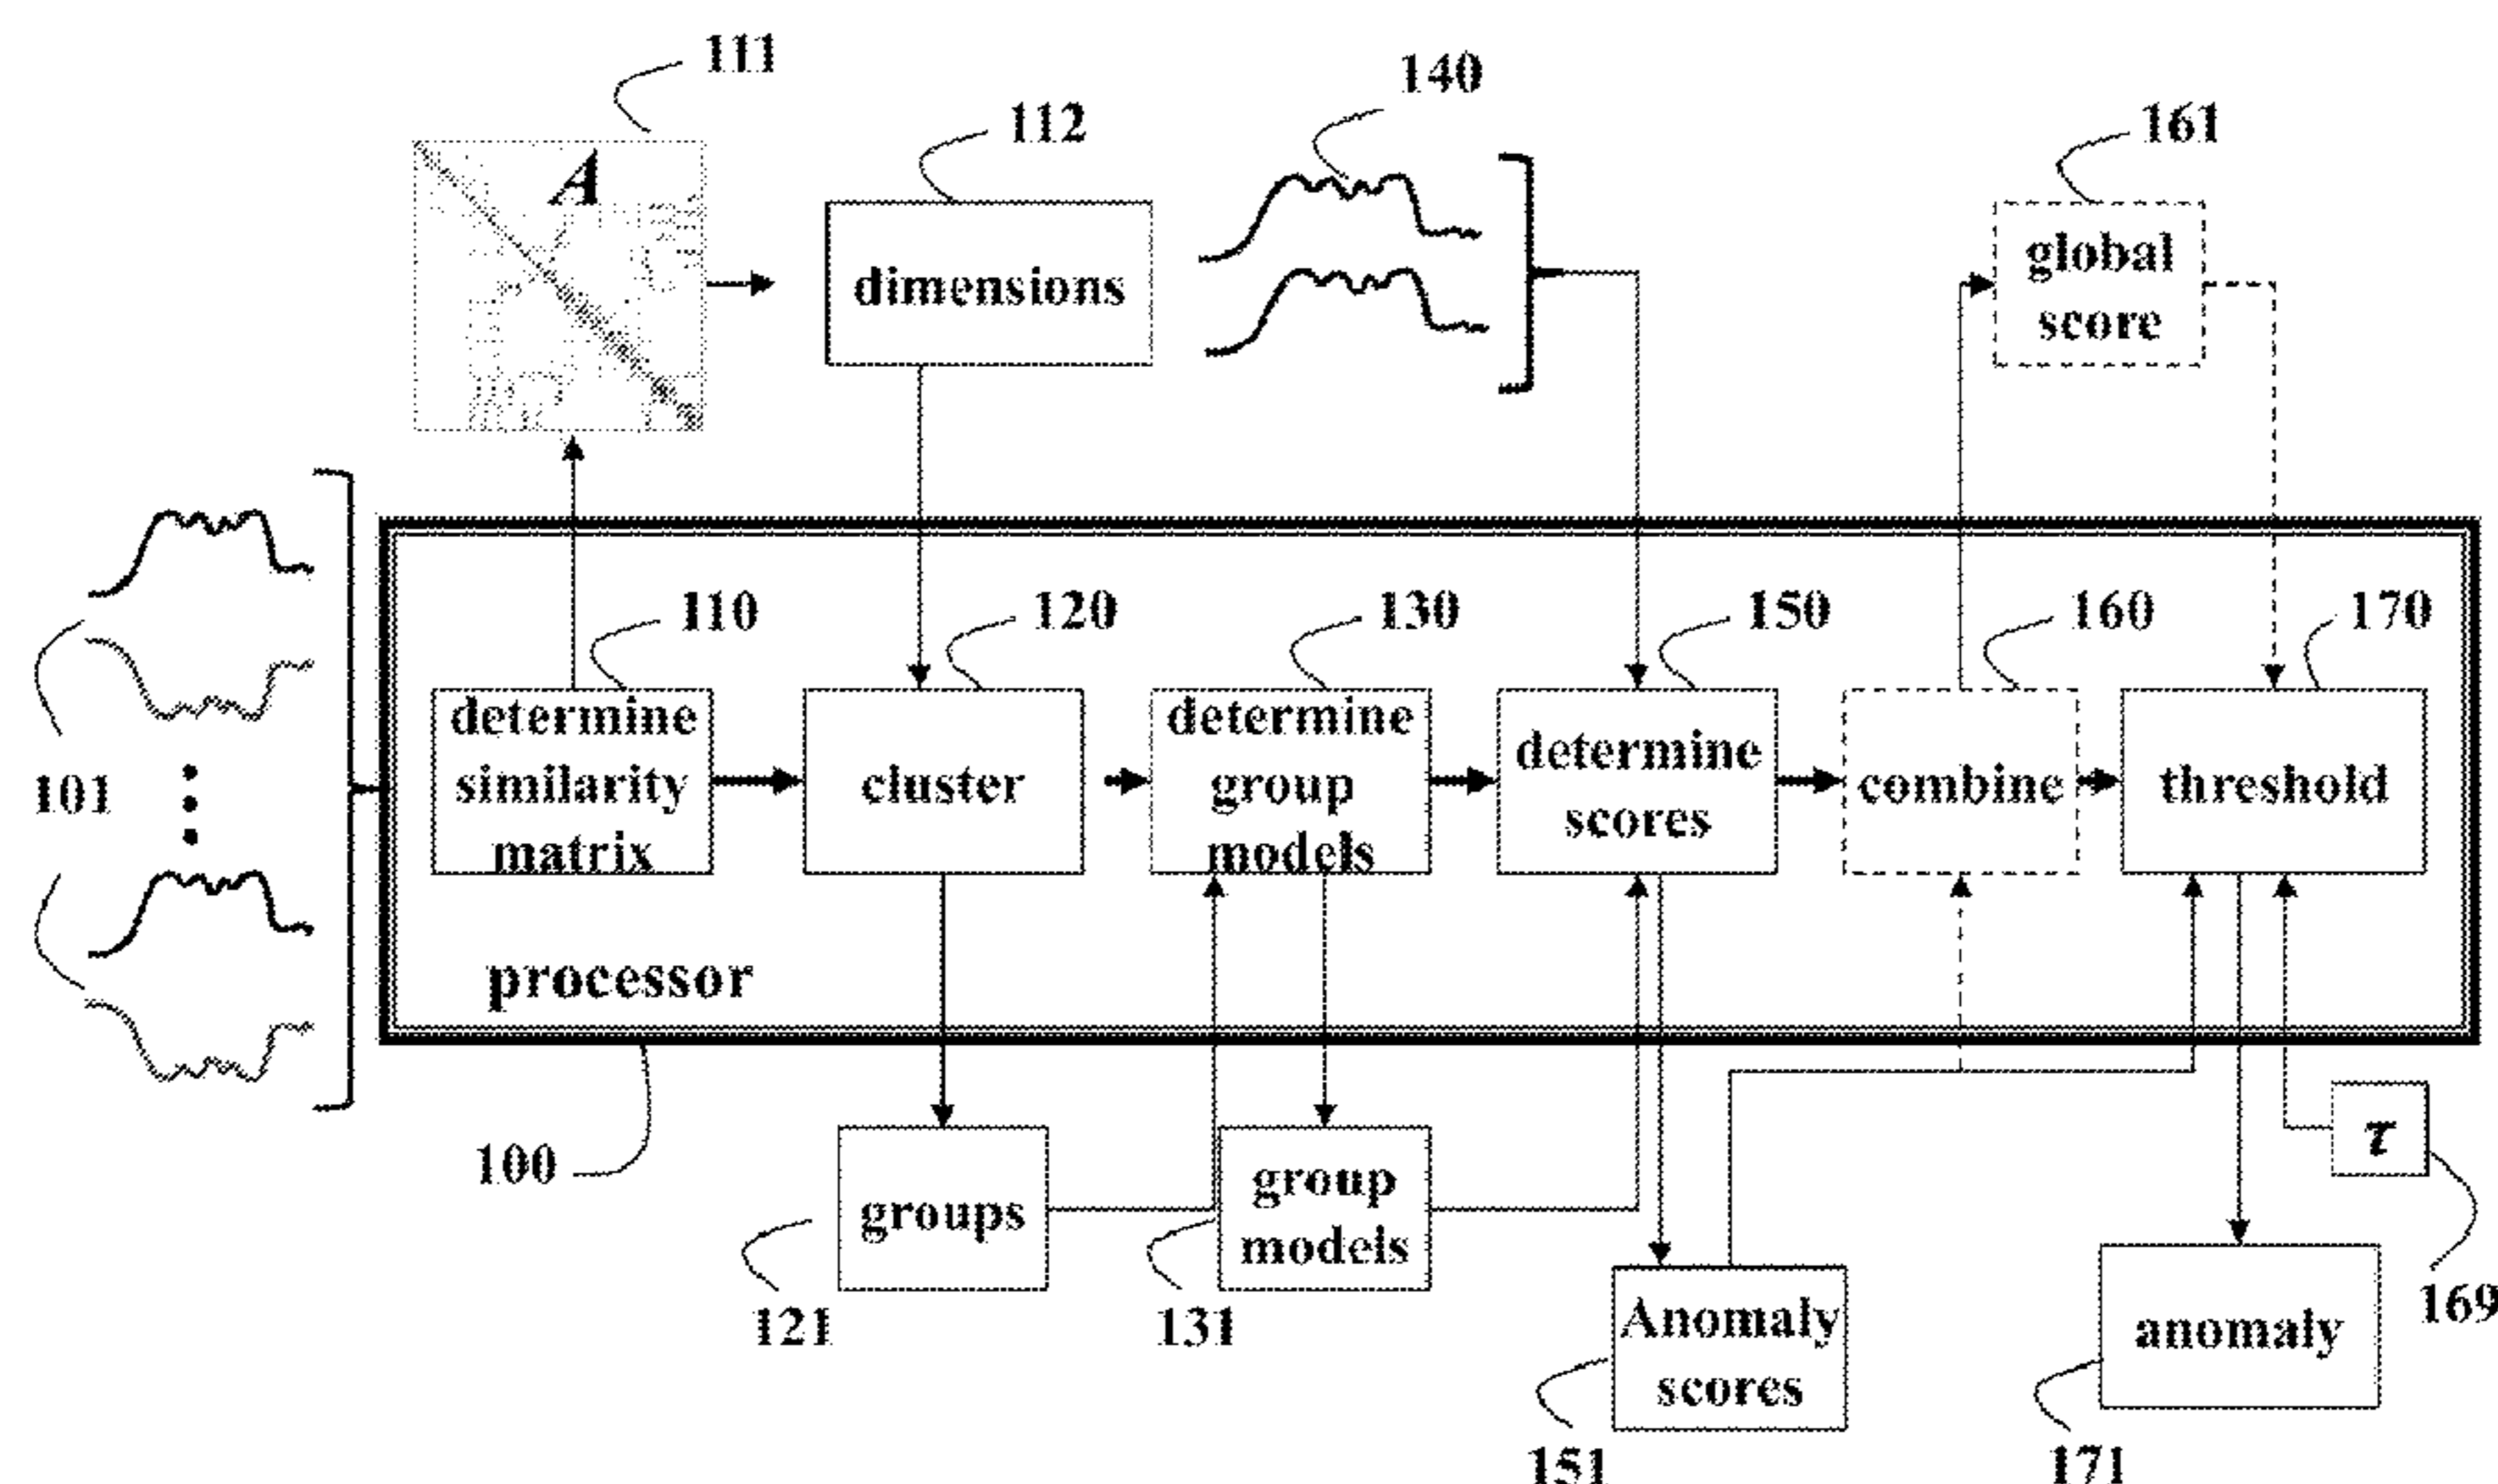 111
140
112
161
A
dimensions
global
score
110
120
130
150
160
170
determine
similarity
matrix
cluster
determine
group
models
determine
scores
combine
threshold
101
processor
100
groups
group
models
τ
121
131
169
Anomaly
scores
anomaly
151
171